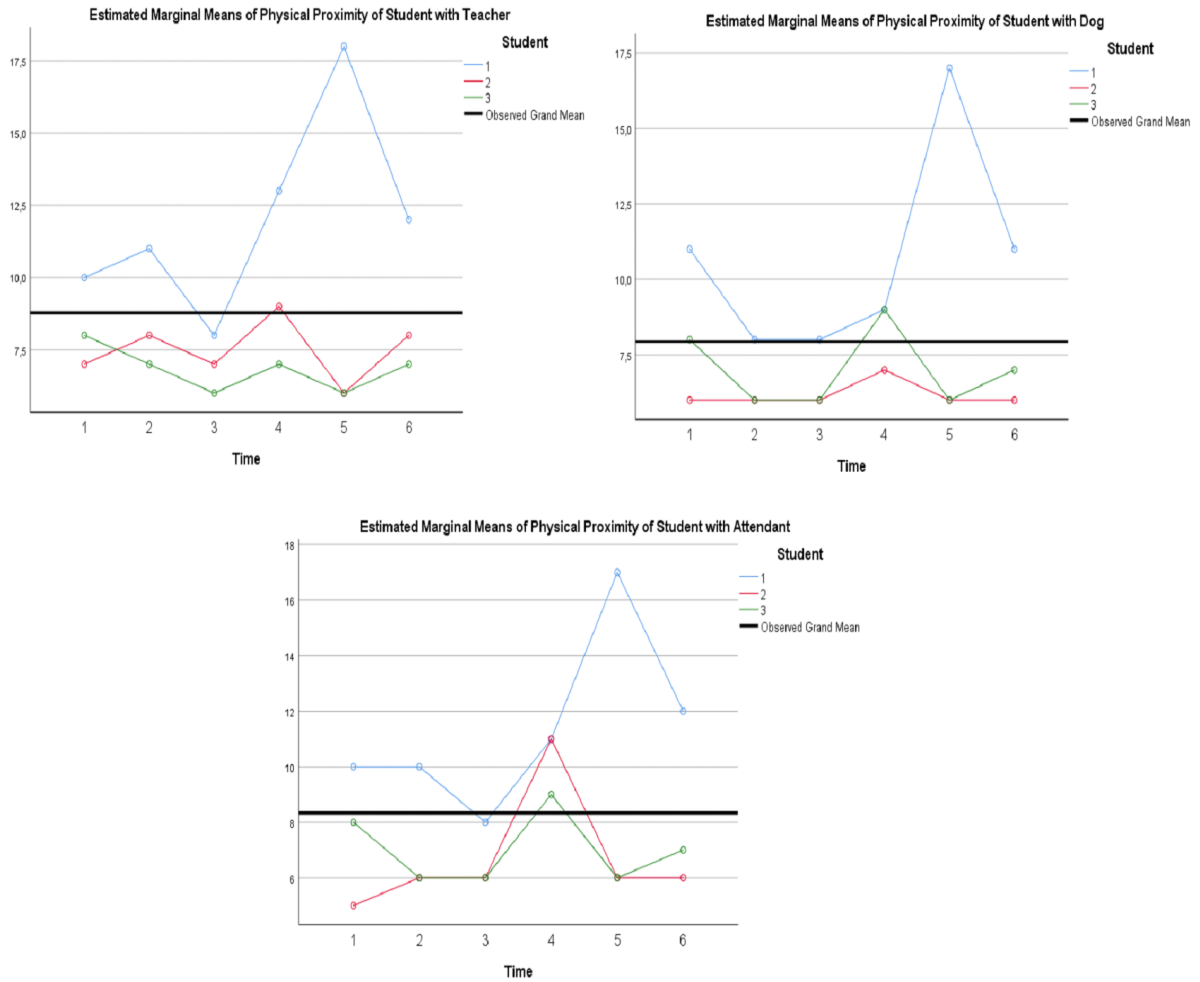 Estimated Marginal Means of Physical Proximity of Student with Teacher
Student
1
2
3
Observed Grand Mean
17,5
15,0
12,5
10,0
7,5
1 2 3 4 5 6
Time
Estimated Marginal Means of Physical Proximity of Student with Dog
Student
1
2
3
Observed Grand Mean
17,5
15,0
12,5
10,0
7,5
1 2 3 4 5 6
Time
Estimated Marginal Means of Physical Proximity of Student with Attendant
Student
1
2
3
Observed Grand Mean
18
16
14
12
10
8
6
1 2 3 4 5 6
Time